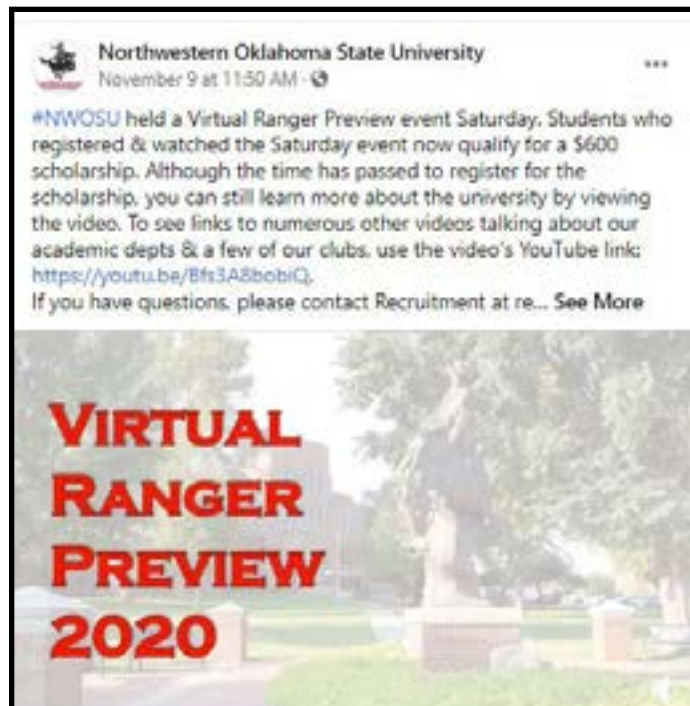 Northwestern Oklahoma State University
November 9 at 11:50 AM ·
#NWOSU held a Virtual Ranger Preview event Saturday. Students who
registered & watched the Saturday event now qualify for a $600
scholarship. Although the time has passed to register for the
scholarship, you can still learn more about the university by viewing
the video. To see links to numerous other videos talking about our
academic depts & a few of our clubs, use the video's YouTube link:
https://youtu.be/Bfs3A8bobiQ.
If you have questions, please contact Recruitment at re... See More
VIRTUAL
RANGER
PREVIEW
2020